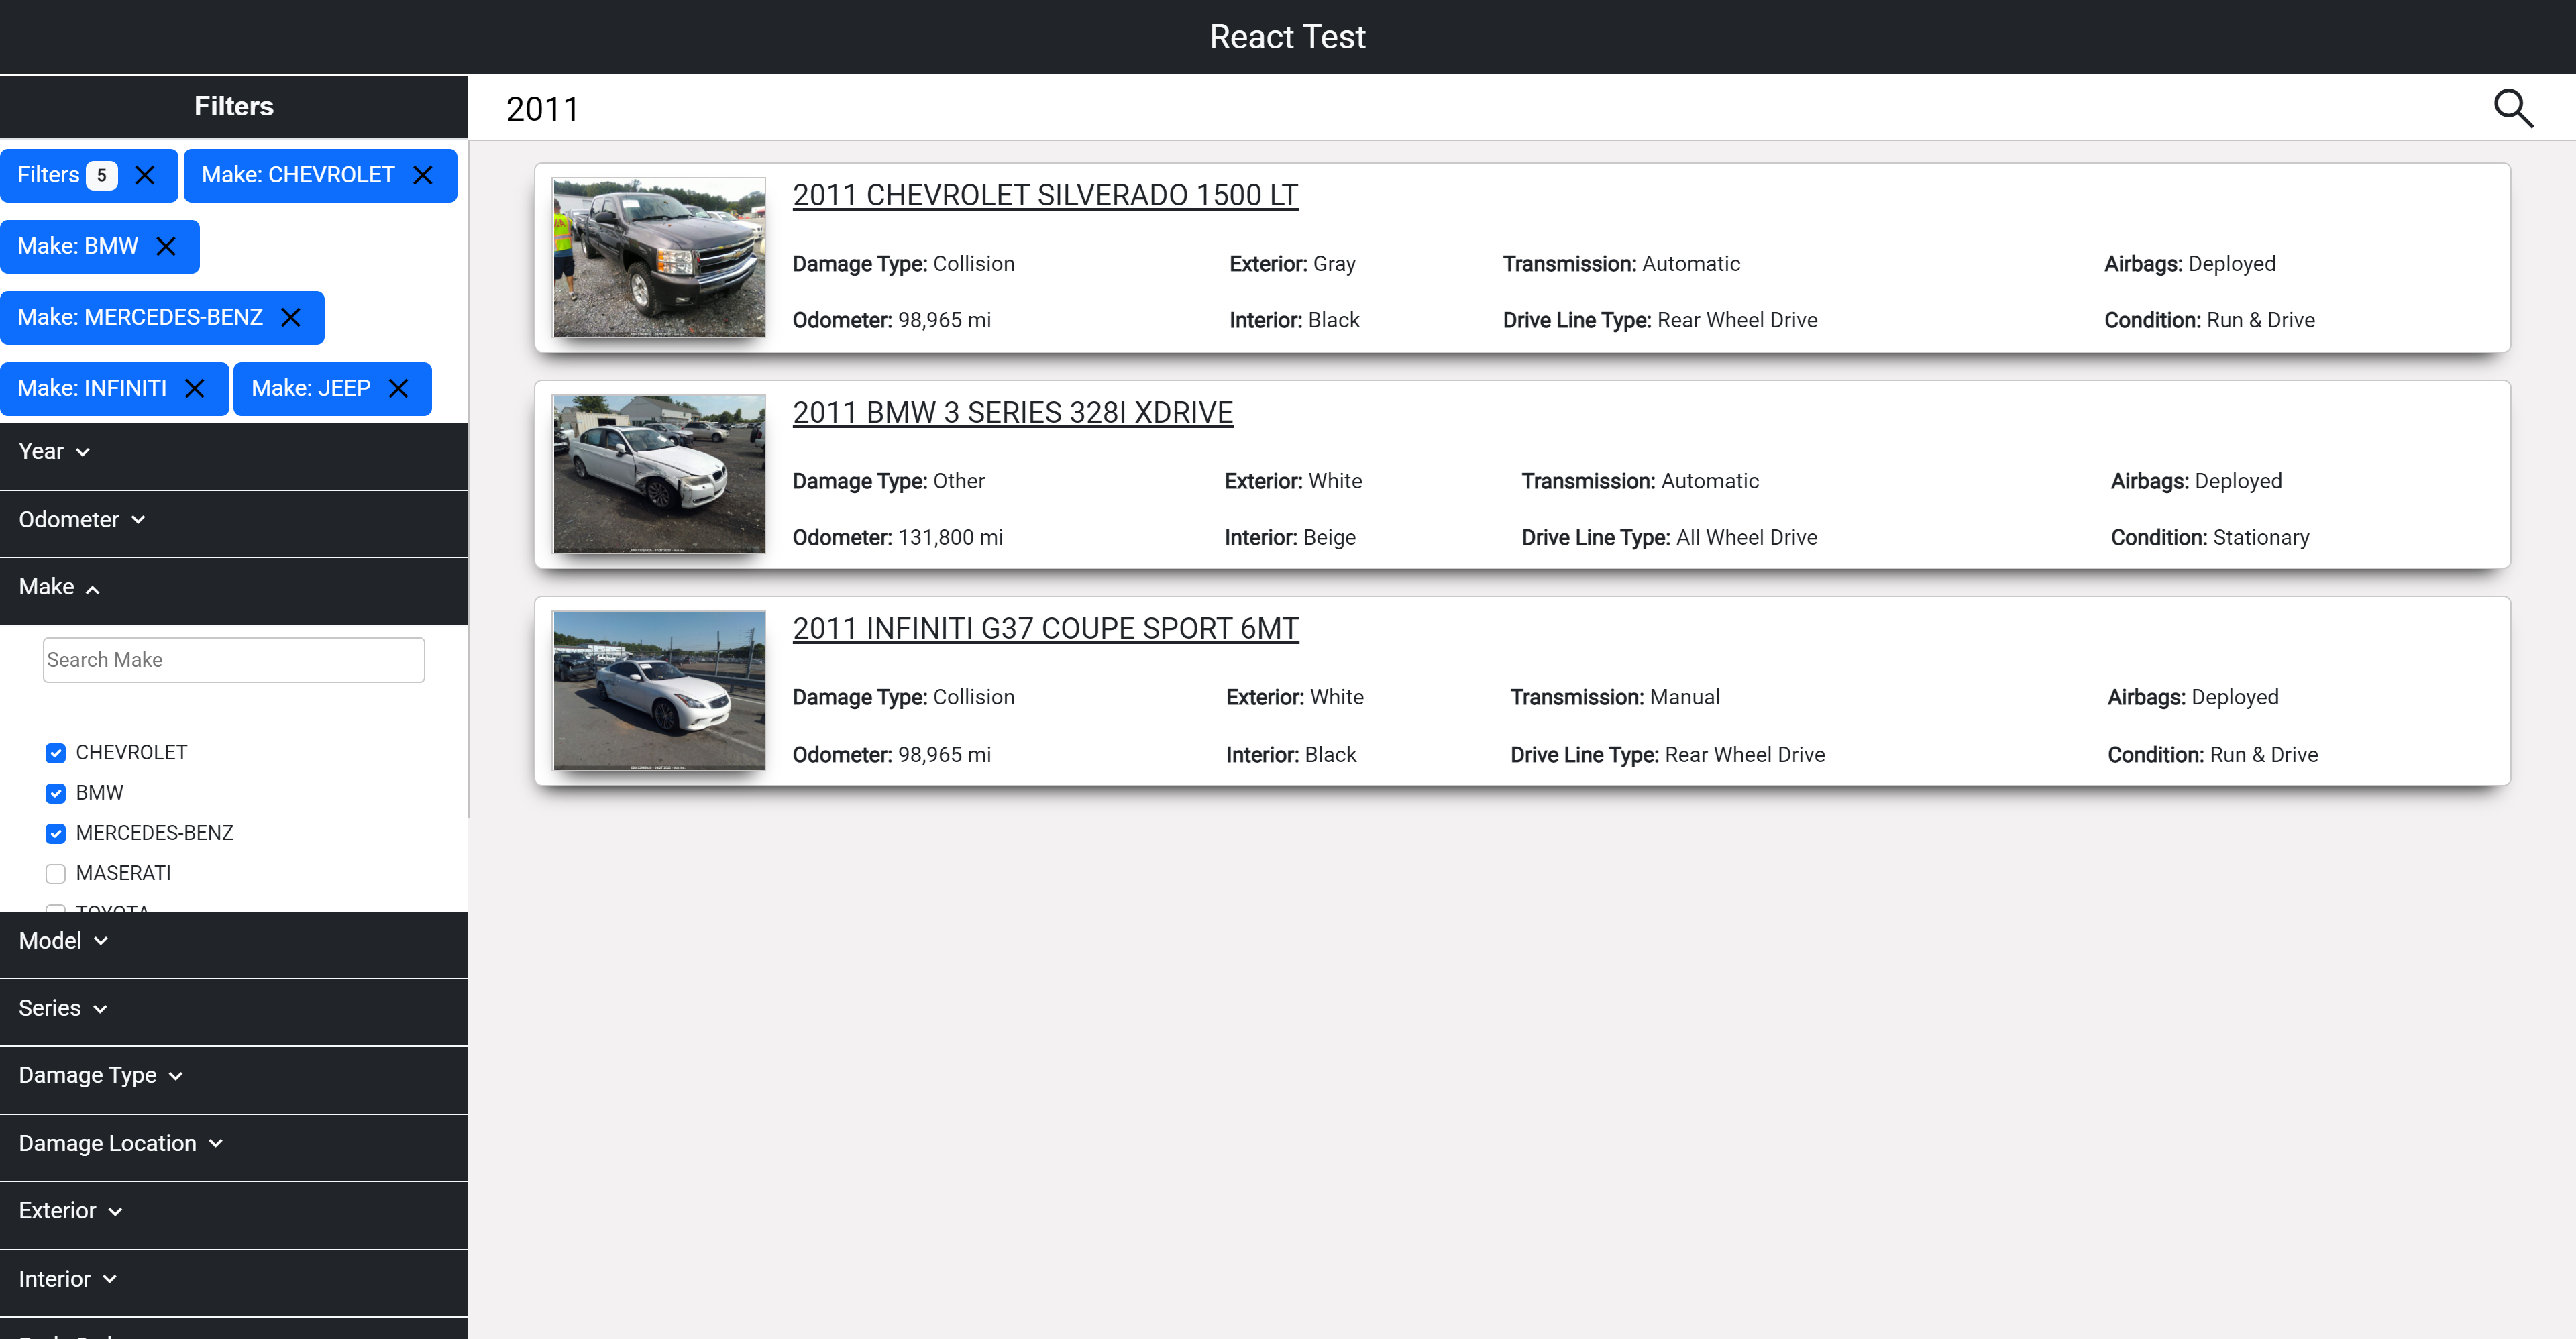 React Test
Filters
2011
Filters 5
Make: CHEVROLET
Make: BMW
Make: MERCEDES-BENZ
Make: INFINITI
Make: JEEP
Year
Odometer
Make
Search Make
CHEVROLET
BMW
MERCEDES-BENZ
MASERATI
TOYOTA
Model
Series
Damage Type
Damage Location
Exterior
Interior
2011 CHEVROLET SILVERADO 1500 LT
Damage Type: Collision
Exterior: Gray
Transmission: Automatic
Airbags: Deployed
Odometer: 98,965 mi
Interior: Black
Drive Line Type: Rear Wheel Drive
Condition: Run & Drive
2011 BMW 3 SERIES 328I XDRIVE
Damage Type: Other
Exterior: White
Transmission: Automatic
Airbags: Deployed
Odometer: 131,800 mi
Interior: Beige
Drive Line Type: All Wheel Drive
Condition: Stationary
2011 INFINITI G37 COUPE SPORT 6MT
Damage Type: Collision
Exterior: White
Transmission: Manual
Airbags: Deployed
Odometer: 98,965 mi
Interior: Black
Drive Line Type: Rear Wheel Drive
Condition: Run & Drive